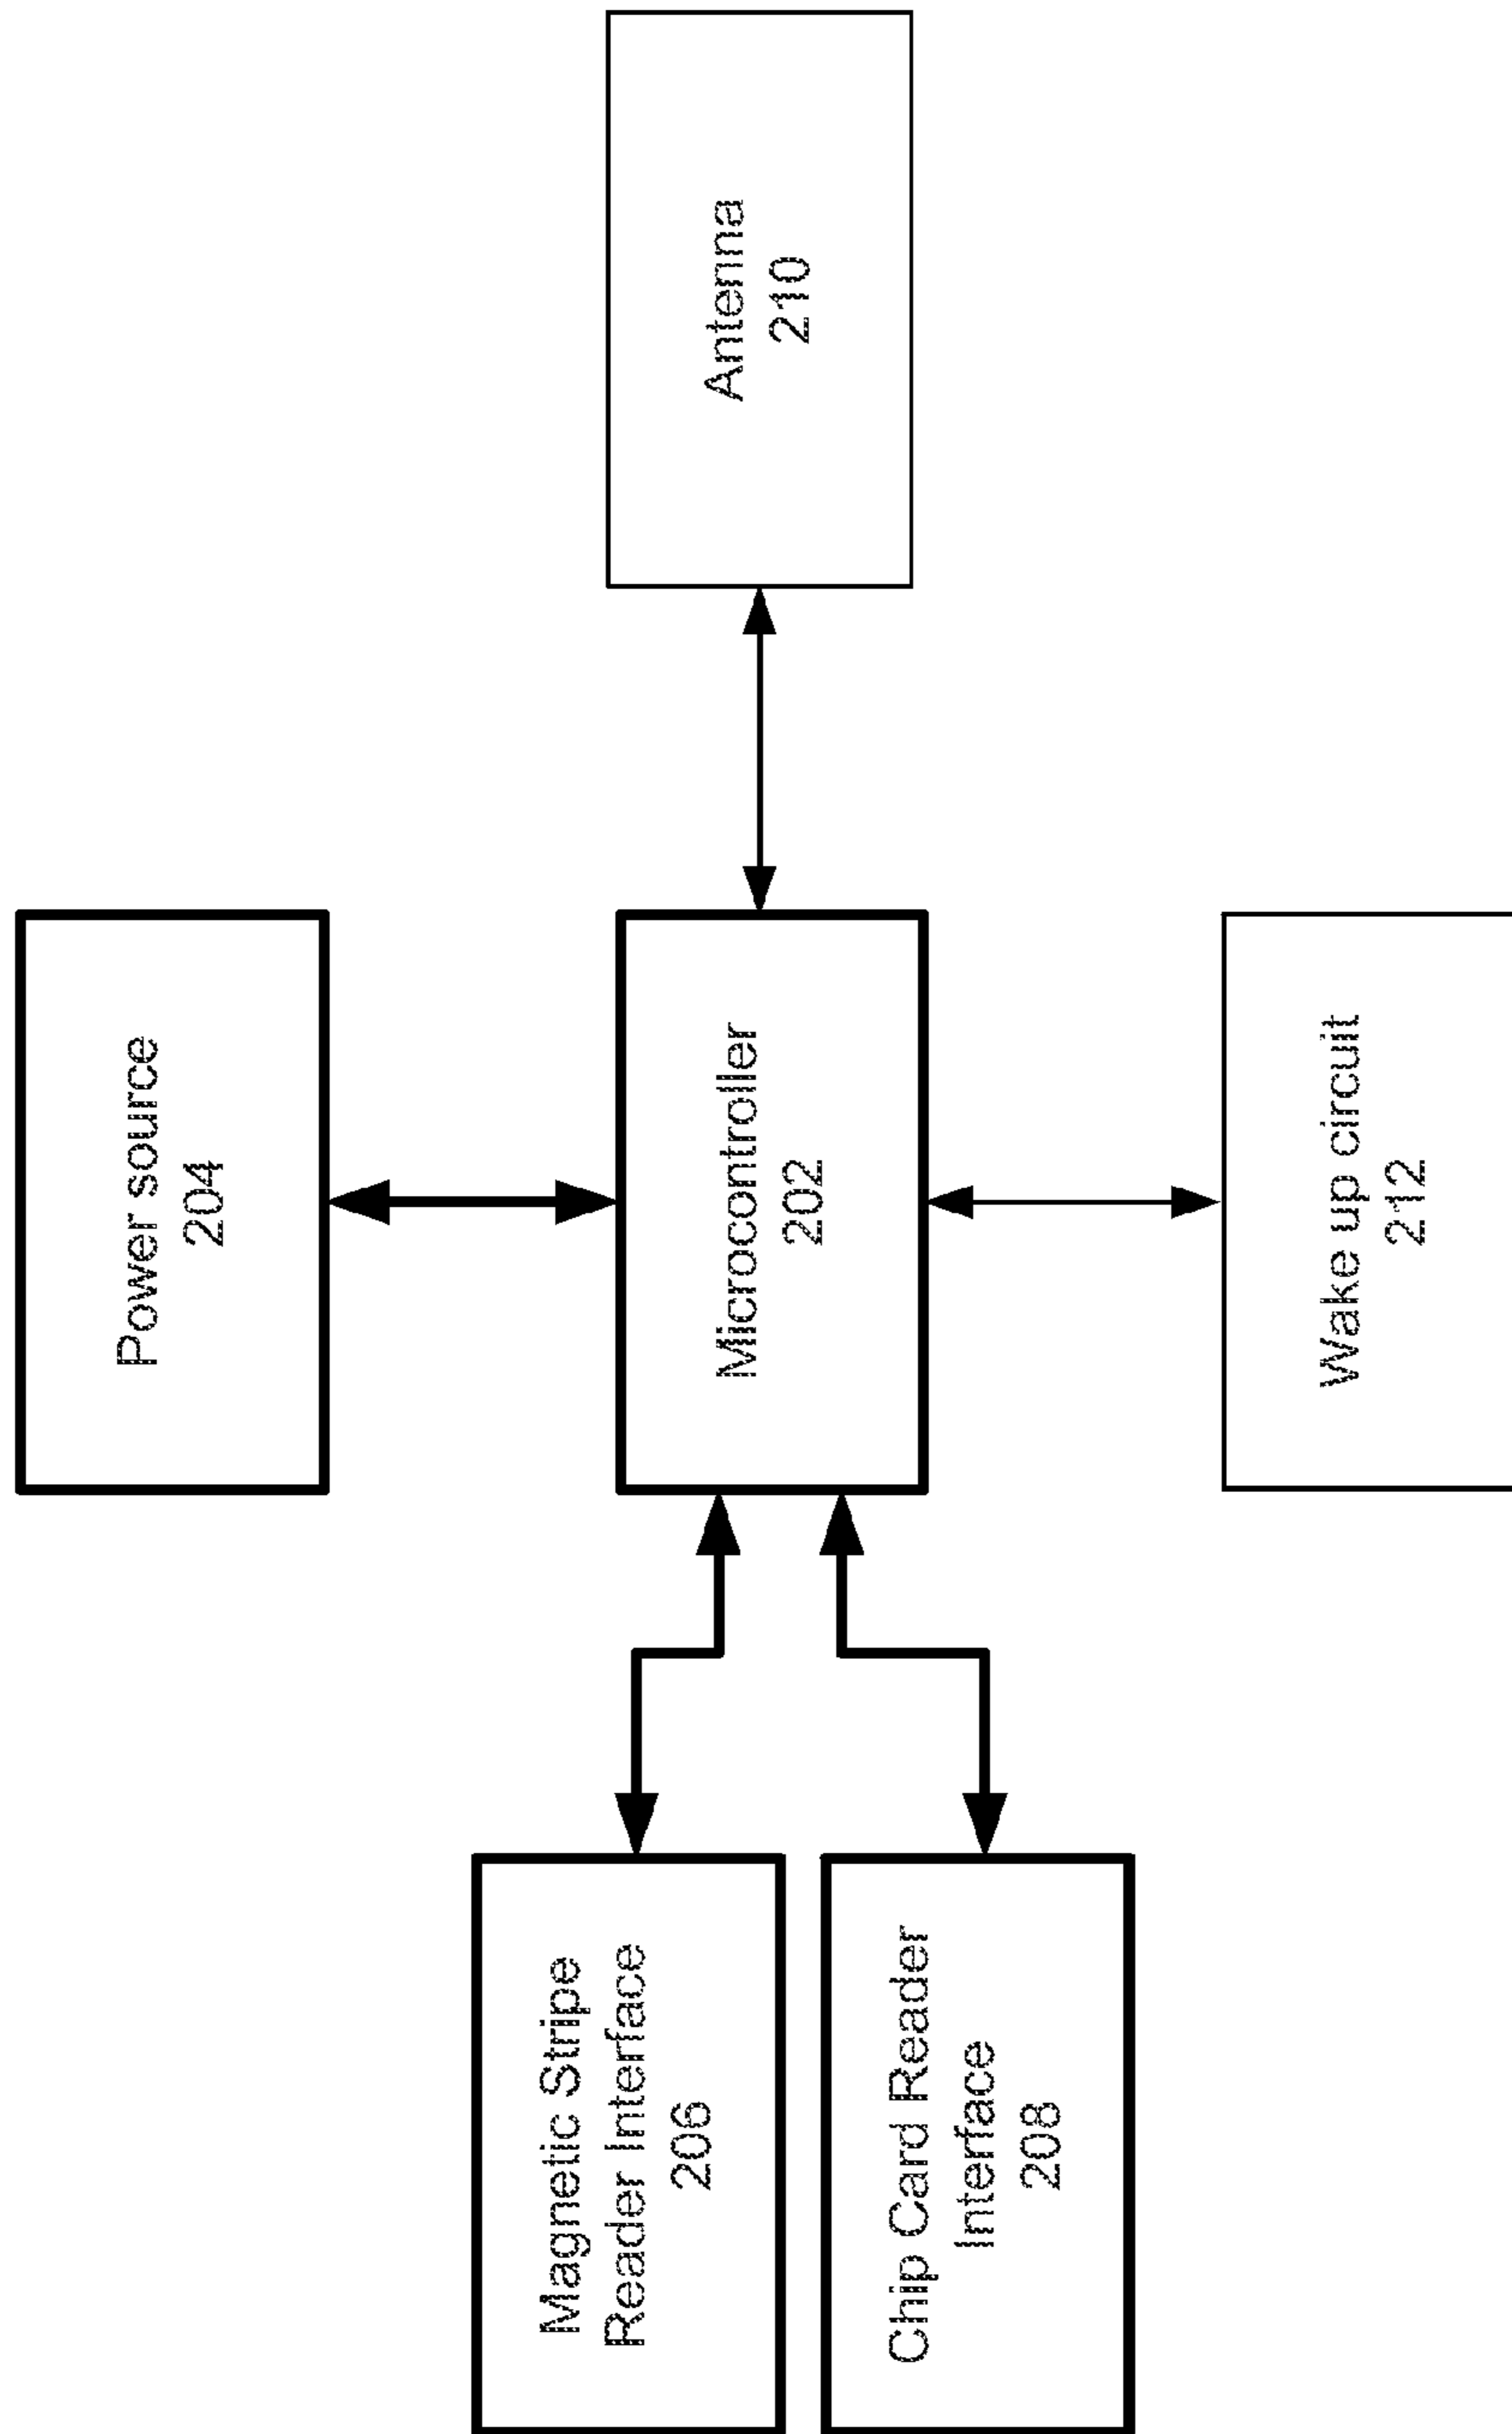 Power source
204
Magnetic Stripe
Reader Interface
206
Microcontroller
202
Antenna
210
Chip Card Reader
Interface
208
Wake up circuit
212